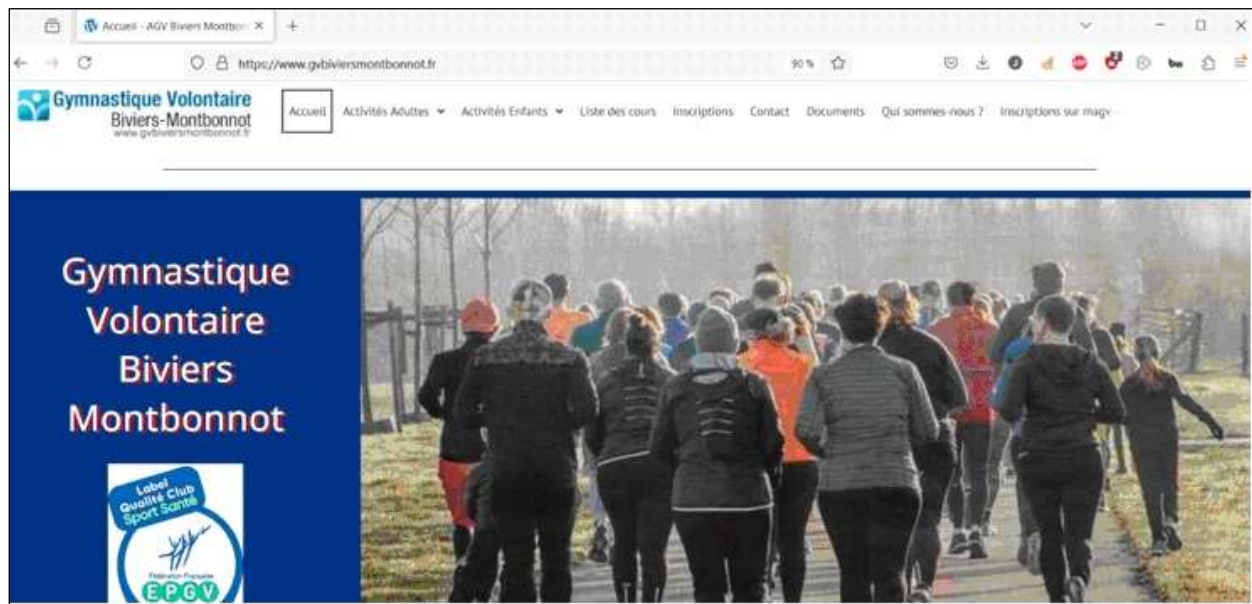 Accueil - AGV Biviers Montbon
https://www.gvbiviersmontbonnot.fr
90 %
Gymnastique Volontaire
Biviers-Montbonnot
www.gvbiviersmontbonnot.fr
Accueil Activités Adultes Activités Enfants Liste des cours Inscriptions Contact Documents Qui sommes-nous ? Inscriptions sur magv
Gymnastique
Volontaire
Biviers
Montbonnot
Label
Qualité Club
Sport Santé
Fédération Française
EPGV